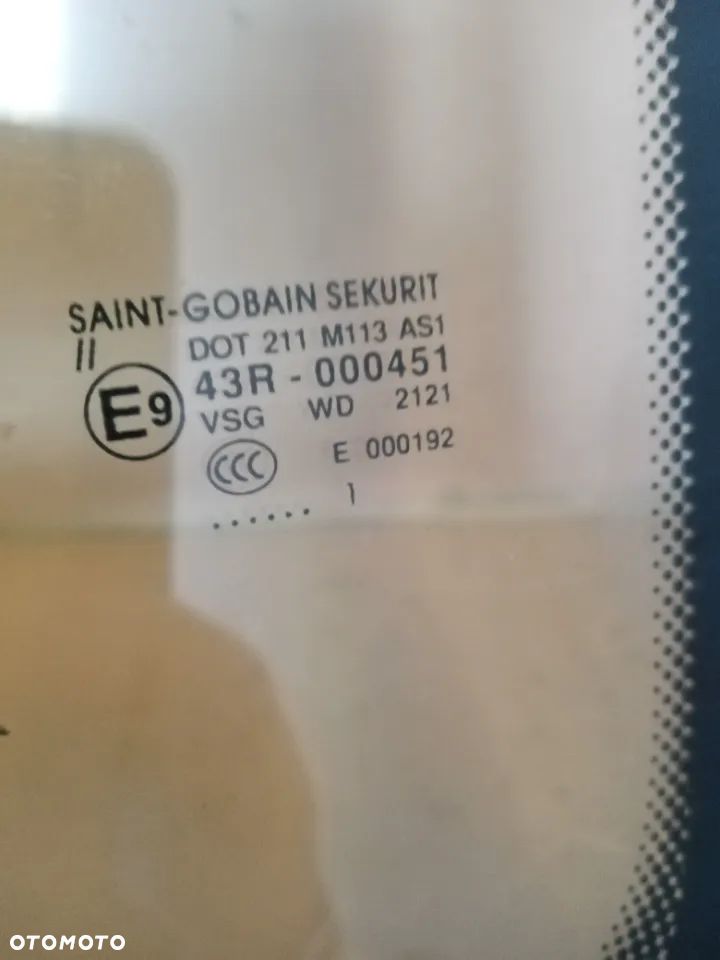 SAINT-GOBAIN SEKURIT
II
DOT 211 M113 AS1
E9
43R - 000451
VSG WD 2121
CCC
E 000192
...... 1
OTOMOTO